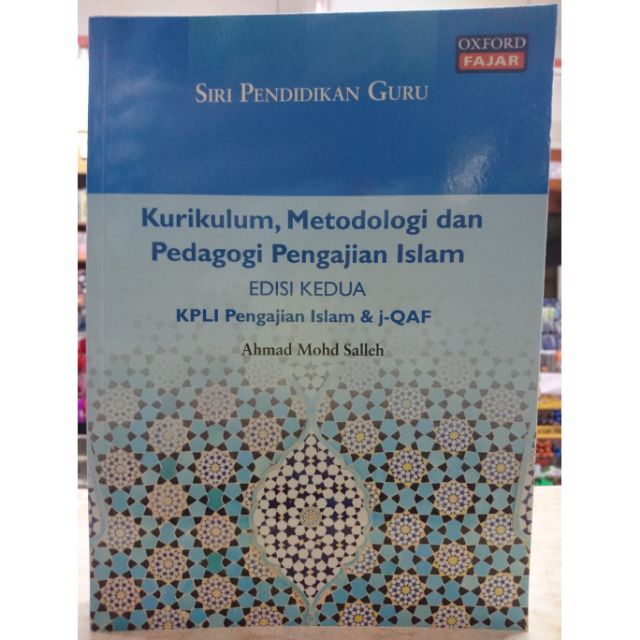 OXFORD
FAJAR
SIRI PENDIDIKAN GURU
Kurikulum, Metodologi dan
Pedagogi Pengajian Islam
EDISI KEDUA
KPLI Pengajian Islam & j-QAF
Ahmad Mohd Salleh